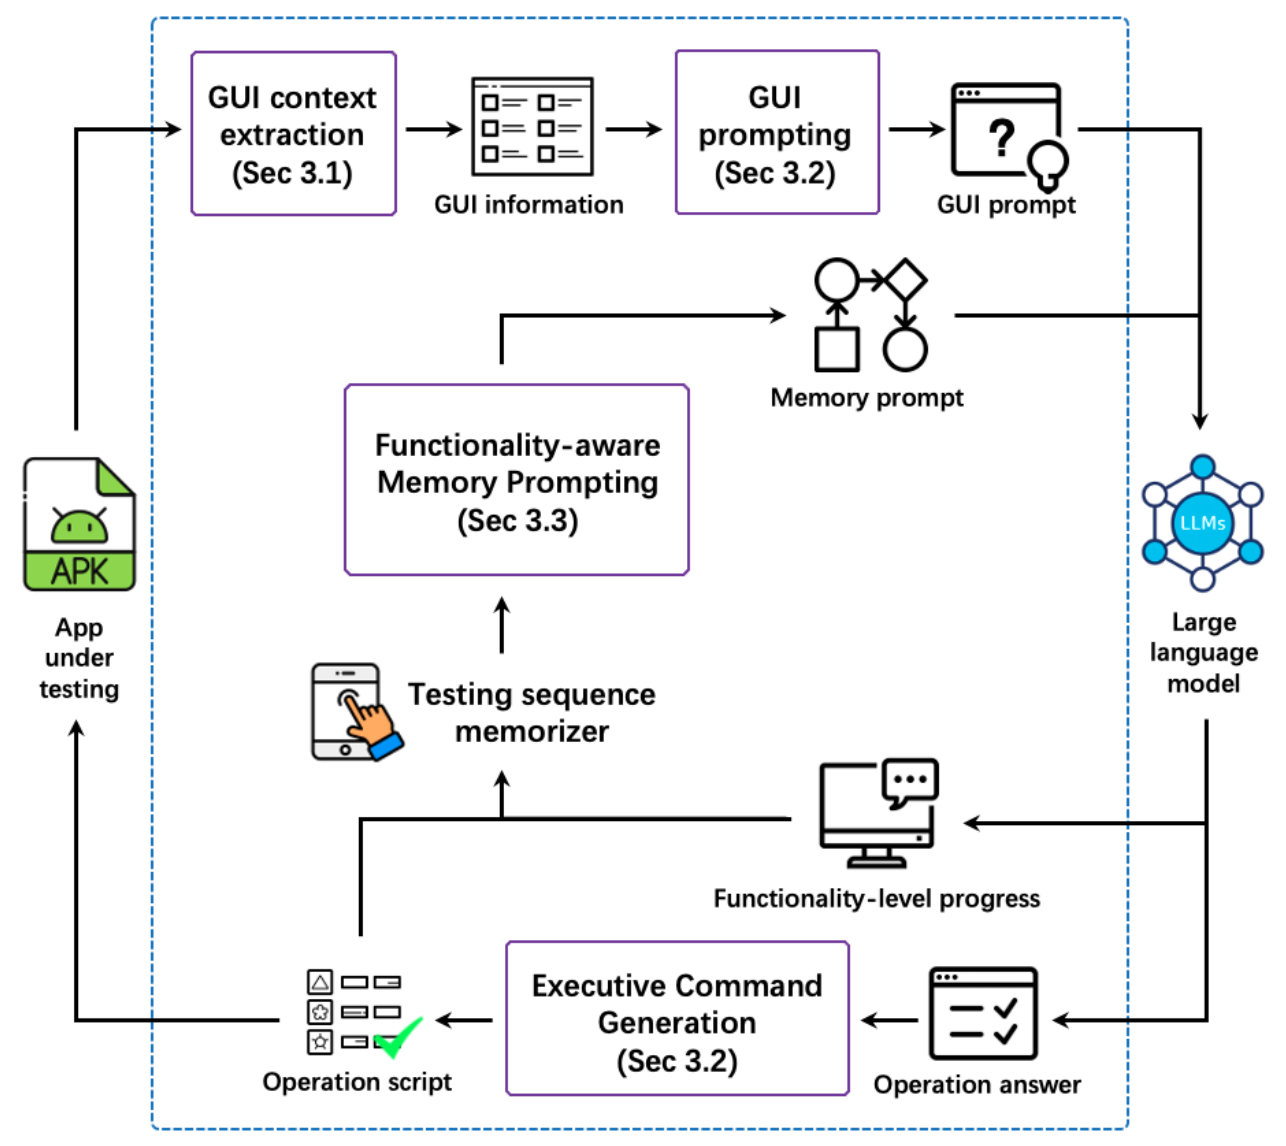 GUI context
extraction
(Sec 3.1)
GUI information
GUI
prompting
(Sec 3.2)
?
GUI prompt
Memory prompt
Functionality-aware
Memory Prompting
(Sec 3.3)
APK
App
under
testing
LLMs
Large
language
model
Testing sequence
memorizer
Functionality-level progress
Executive Command
Generation
(Sec 3.2)
Operation script
Operation answer